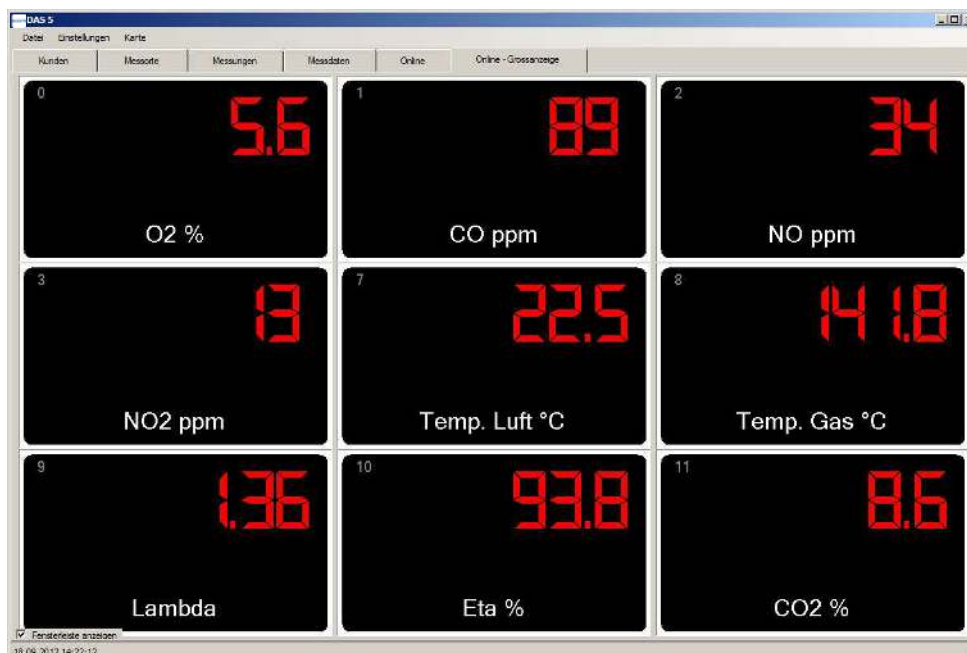 DAS 5
Datei Einstellungen Karte
Kunden Messorte Messungen Messdaten Online Online - Grossanzeige
0
5.6
O2 %
1
89
CO ppm
2
34
NO ppm
3
13
NO2 ppm
7
22.5
Temp. Luft °C
8
141.8
Temp. Gas °C
9
1.36
Lambda
10
93.8
Eta %
11
8.6
CO2 %
Fensterleiste anzeigen